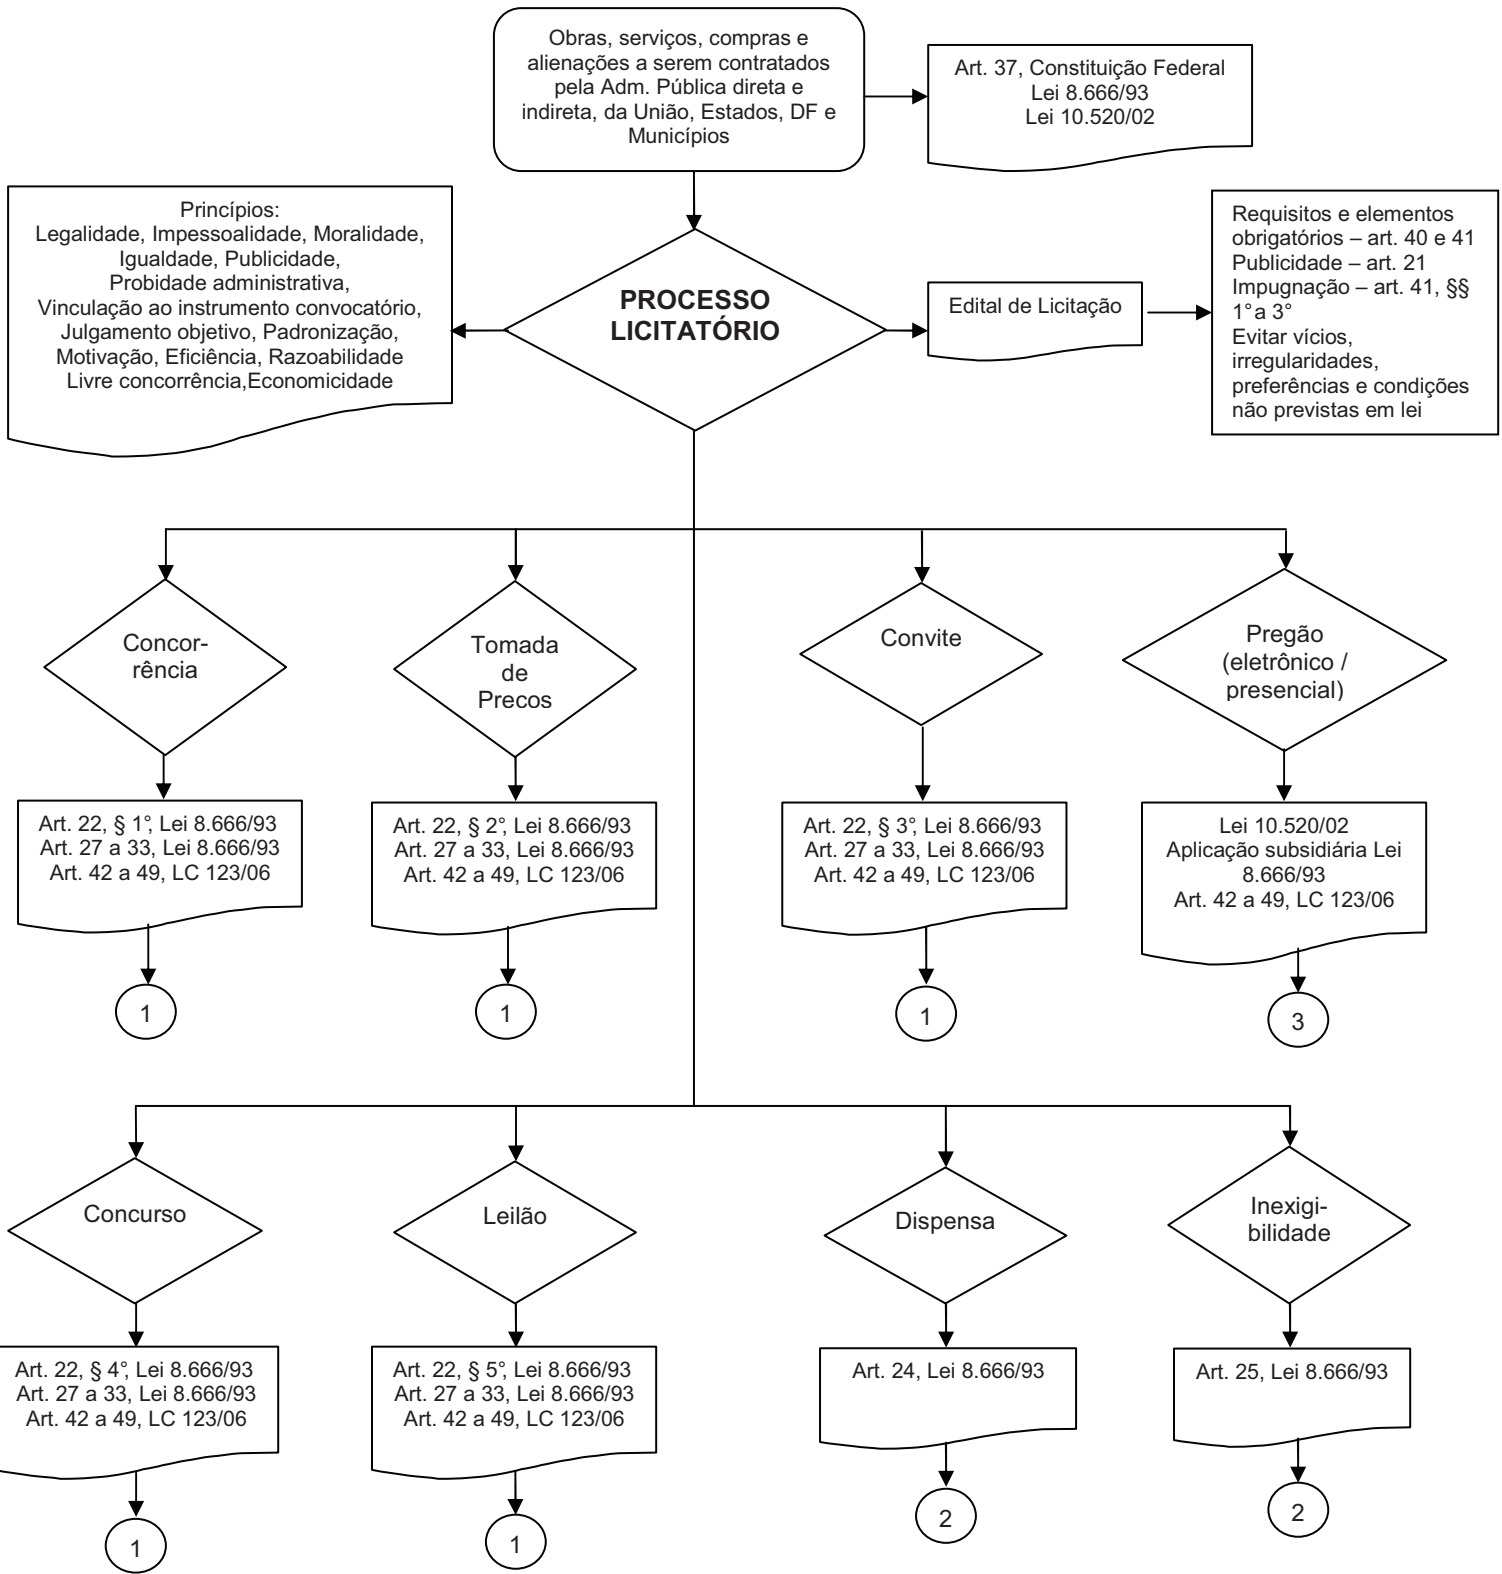 Obras, serviços, compras e
alienações a serem contratados
pela Adm. Pública direta e
indireta, da União, Estados, DF e
Municípios
Art. 37, Constituição Federal
Lei 8.666/93
Lei 10.520/02
Princípios:
Legalidade, Impessoalidade, Moralidade,
Igualdade, Publicidade,
Probidade administrativa,
Vinculação ao instrumento convocatório,
Julgamento objetivo, Padronização,
Motivação, Eficiência, Razoabilidade
Livre concorrência,Economicidade
PROCESSO
LICITATÓRIO
Edital de Licitação
Requisitos e elementos
obrigatórios – art. 40 e 41
Publicidade – art. 21
Impugnação – art. 41, §§
1° a 3°
Evitar vícios,
irregularidades,
preferências e condições
não previstas em lei
Concor-
rência
Tomada
de
Precos
Convite
Pregão
(eletrônico /
presencial)
Art. 22, § 1°, Lei 8.666/93
Art. 27 a 33, Lei 8.666/93
Art. 42 a 49, LC 123/06
Art. 22, § 2°, Lei 8.666/93
Art. 27 a 33, Lei 8.666/93
Art. 42 a 49, LC 123/06
Art. 22, § 3°, Lei 8.666/93
Art. 27 a 33, Lei 8.666/93
Art. 42 a 49, LC 123/06
Lei 10.520/02
Aplicação subsidiária Lei
8.666/93
Art. 42 a 49, LC 123/06
1
1
1
3
Concurso
Leilão
Dispensa
Inexigi-
bilidade
Art. 22, § 4°, Lei 8.666/93
Art. 27 a 33, Lei 8.666/93
Art. 42 a 49, LC 123/06
Art. 22, § 5°, Lei 8.666/93
Art. 27 a 33, Lei 8.666/93
Art. 42 a 49, LC 123/06
Art. 24, Lei 8.666/93
Art. 25, Lei 8.666/93
1
1
2
2